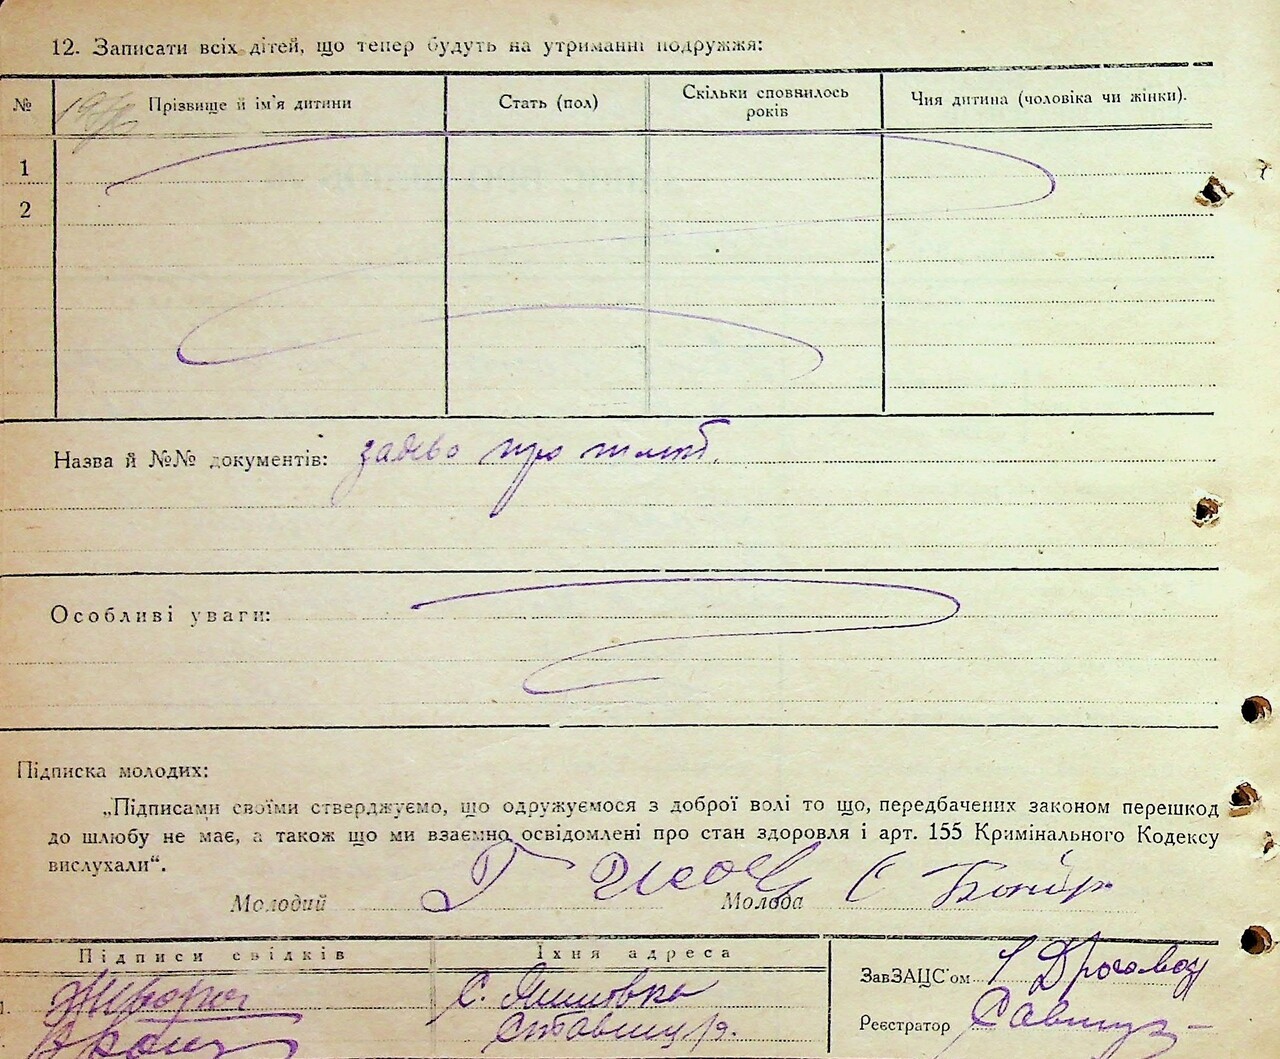 12. Записати всіх дітей, що тепер будуть на утриманні подружжя:
№ Прізвище й ім'я дитини Стать (пол) Скільки сповнилось років Чия дитина (чоловіка чи жінки).
1
2
Назва й №№ документів: про шлюб.
Особливі уваги:
Підписка молодих:
„Підписами своїми стверджуємо, що одружуємося з доброї волі то що, передбачених законом перешкод
до шлюбу не має, а також що ми взаємно освідомлені про стан здоровля і арт. 155 Кримінального Кодексу
вислухали“.
Молодий Молода С
Підписи свідків Їхня адреса
ЗавЗАЦС'ом
1. С.
Реєстратор